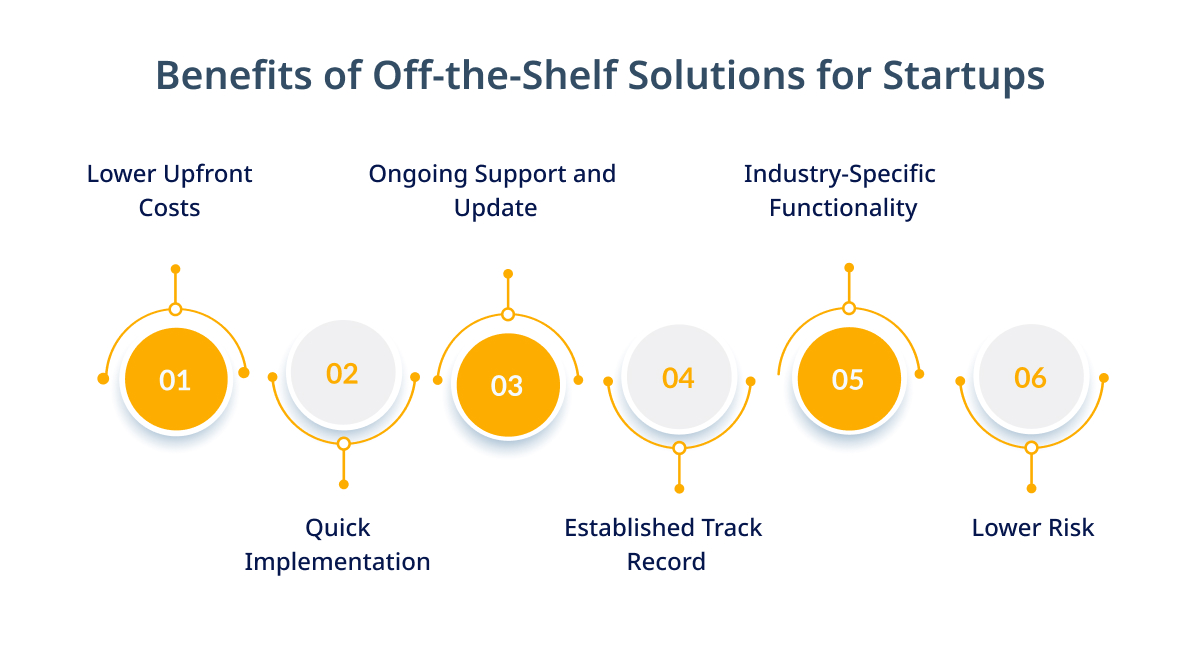 Benefits of Off-the-Shelf Solutions for Startups
Lower Upfront
Costs
01
02
Quick
Implementation
Ongoing Support and
Update
03
04
Established Track
Record
Industry-Specific
Functionality
05
06
Lower Risk